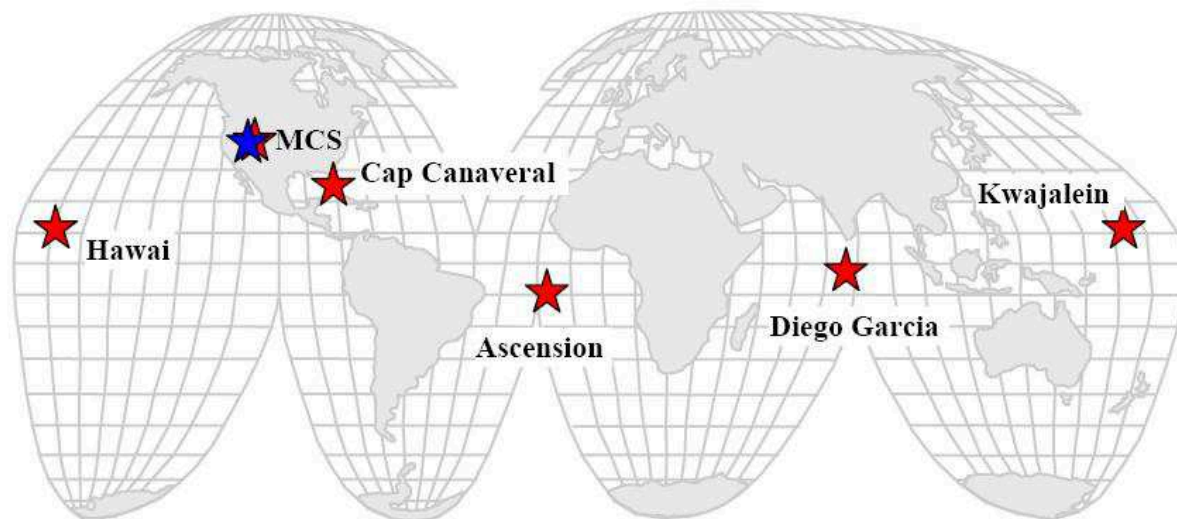 MCS
Cap Canaveral
Kwajalein
Hawai
Diego Garcia
Ascension